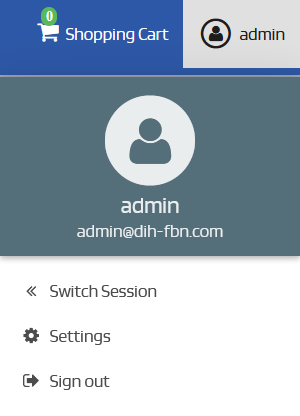 0
Shopping Cart
admin
admin
admin@dih-fbn.com
Switch Session
Settings
Sign out